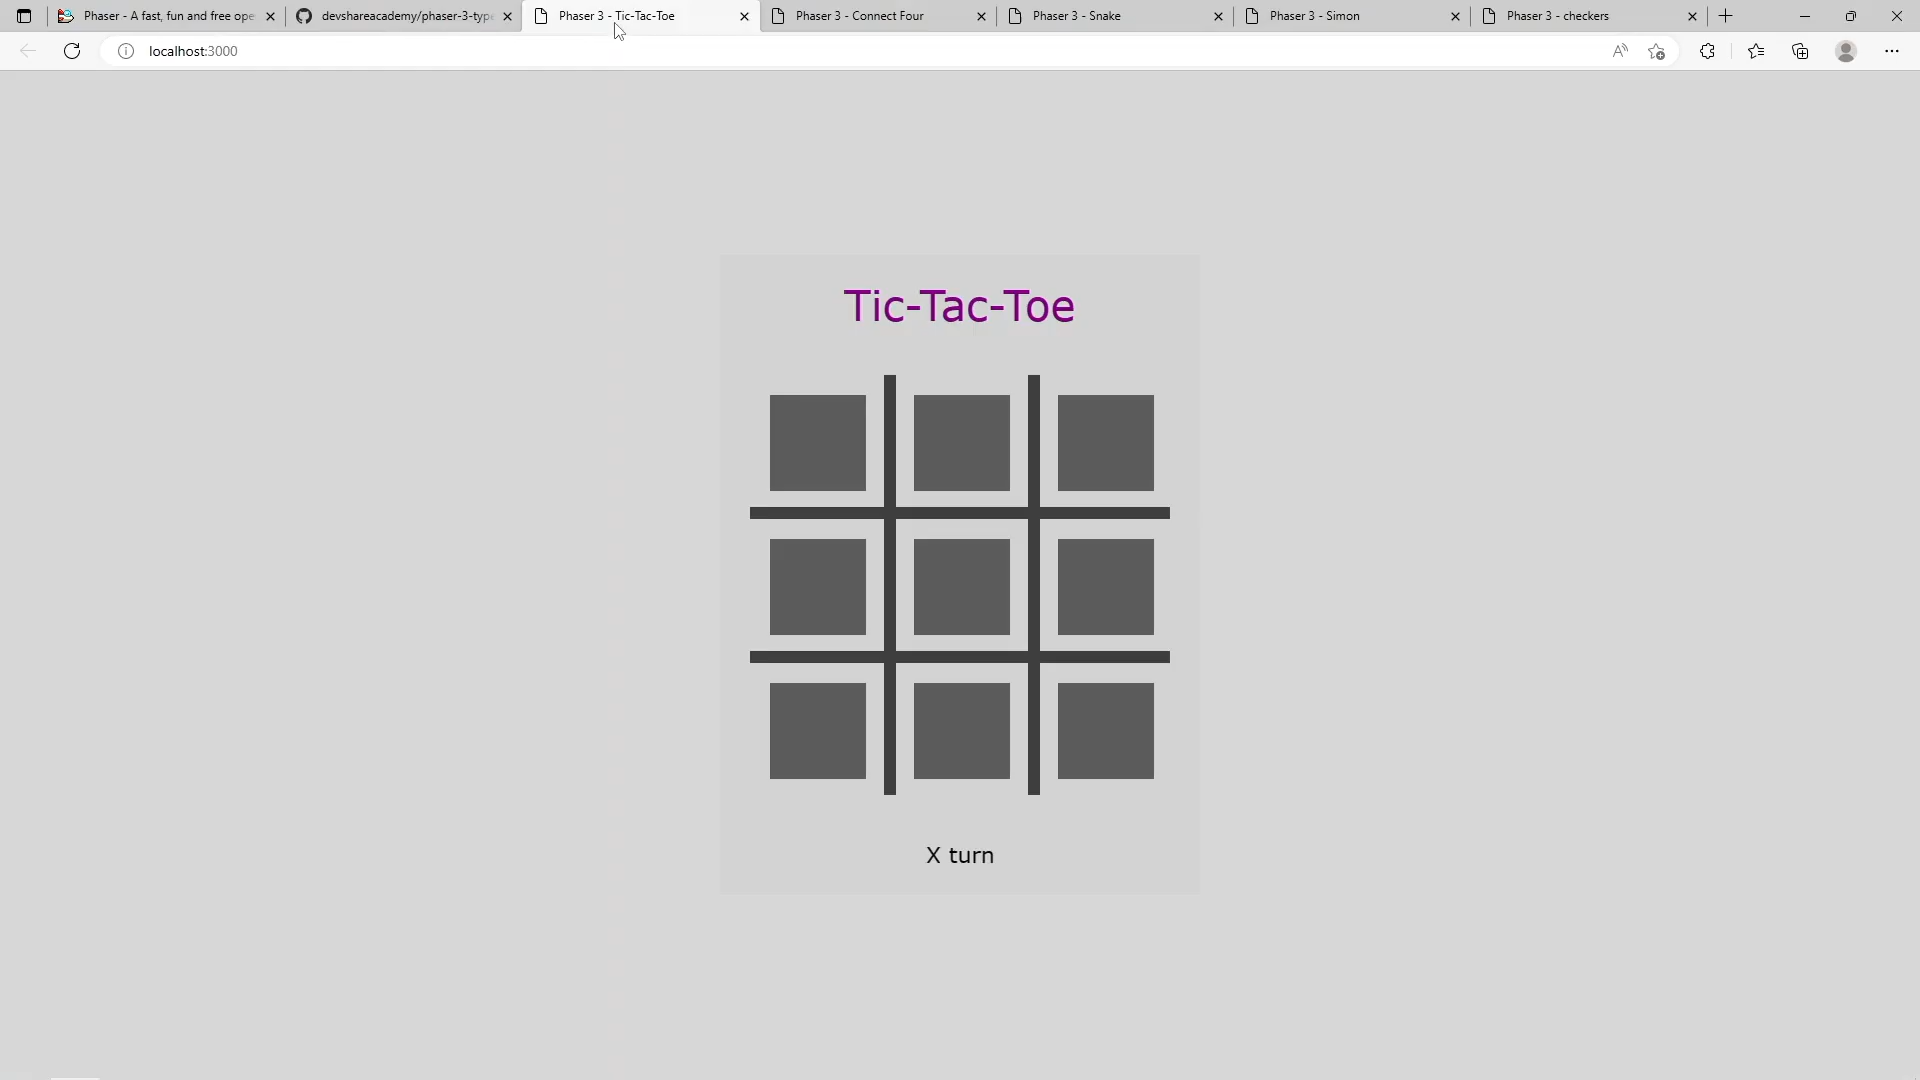 Phaser - A fast, fun and free ope
devshareacademy/phaser-3-type
Phaser 3 - Tic-Tac-Toe
Phaser 3 - Connect Four
Phaser 3 - Snake
Phaser 3 - Simon
Phaser 3 - checkers
localhost:3000
Tic-Tac-Toe
X turn